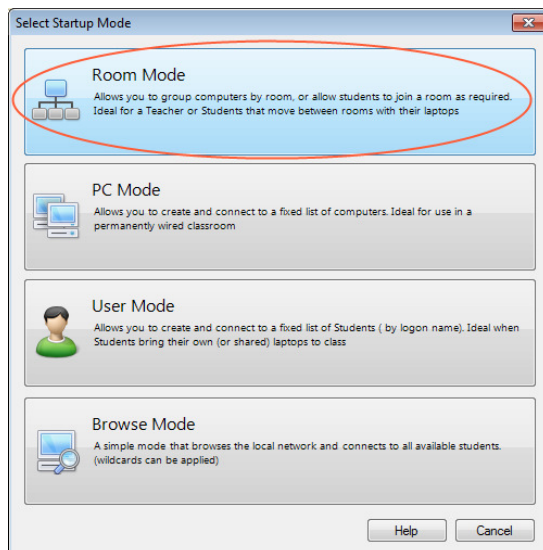 Select Startup Mode
Room Mode
Allows you to group computers by room, or allow students to join a room as required.
Ideal for a Teacher or Students that move between rooms with their laptops
PC Mode
Allows you to create and connect to a fixed list of computers. Ideal for use in a
permanently wired classroom
User Mode
Allows you to create and connect to a fixed list of Students ( by logon name). Ideal when
Students bring their own (or shared) laptops to class
Browse Mode
A simple mode that browses the local network and connects to all available students.
(wildcards can be applied)
Help
Cancel